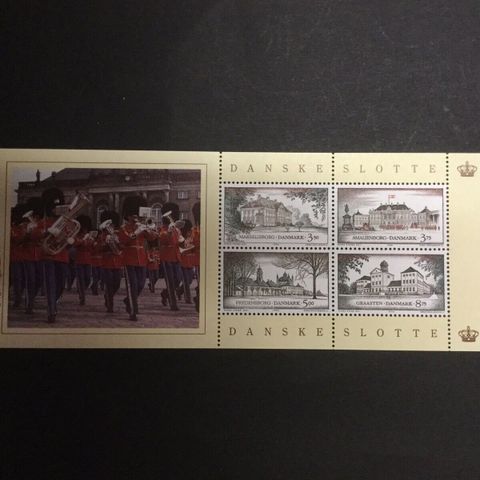 DANSKE SLOTTE
MARSELISBORG · DANMARK 3,50
AMALIENBORG · DANMARK 3,75
FREDENSBORG · DANMARK 5,00
GRAASTEN · DANMARK 8,75
DANSKE SLOTTE